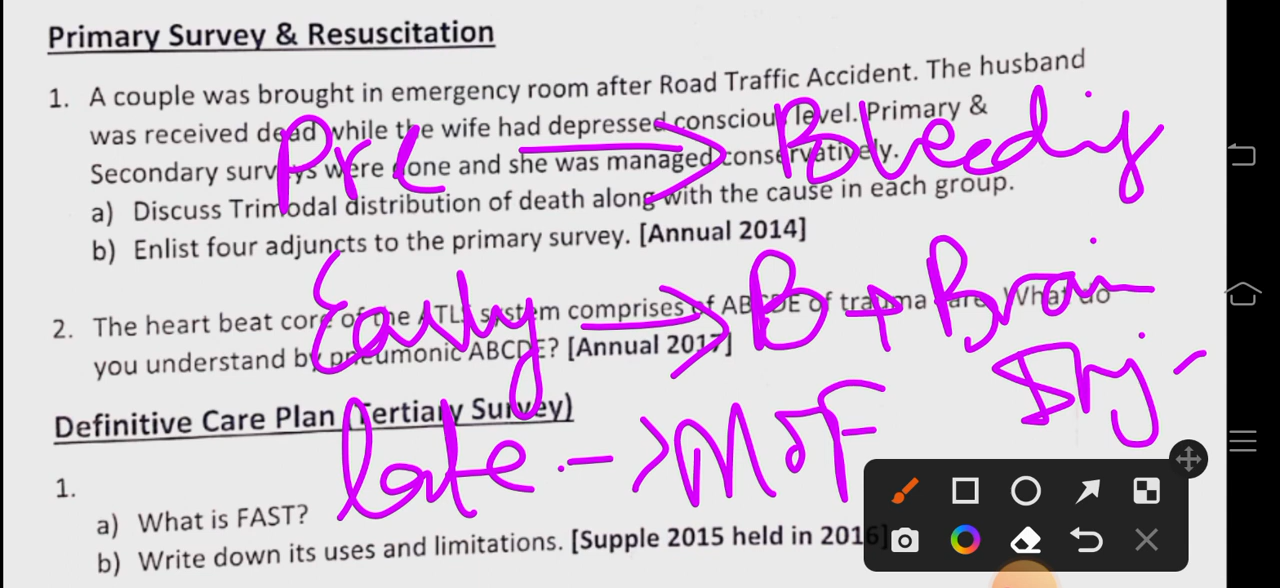 Primary Survey & Resuscitation
1. A couple was brought in emergency room after Road Traffic Accident. The husband
was received dead while the wife had depressed conscious level. Primary &
Secondary surveys were done and she was managed conservatively.
a) Discuss Trimodal distribution of death along with the cause in each group.
b) Enlist four adjuncts to the primary survey. [Annual 2014]
2. The heart beat core of the ATLS system comprises of ABCDE of trauma care. What do
you understand by pneumonic ABCDE? [Annual 2017]
Definitive Care Plan (Tertiary Survey)
1.
a) What is FAST?
b) Write down its uses and limitations. [Supple 2015 held in 2016]
Pre → Bleeding
Early → B + Brain
Inj -
late → MOF